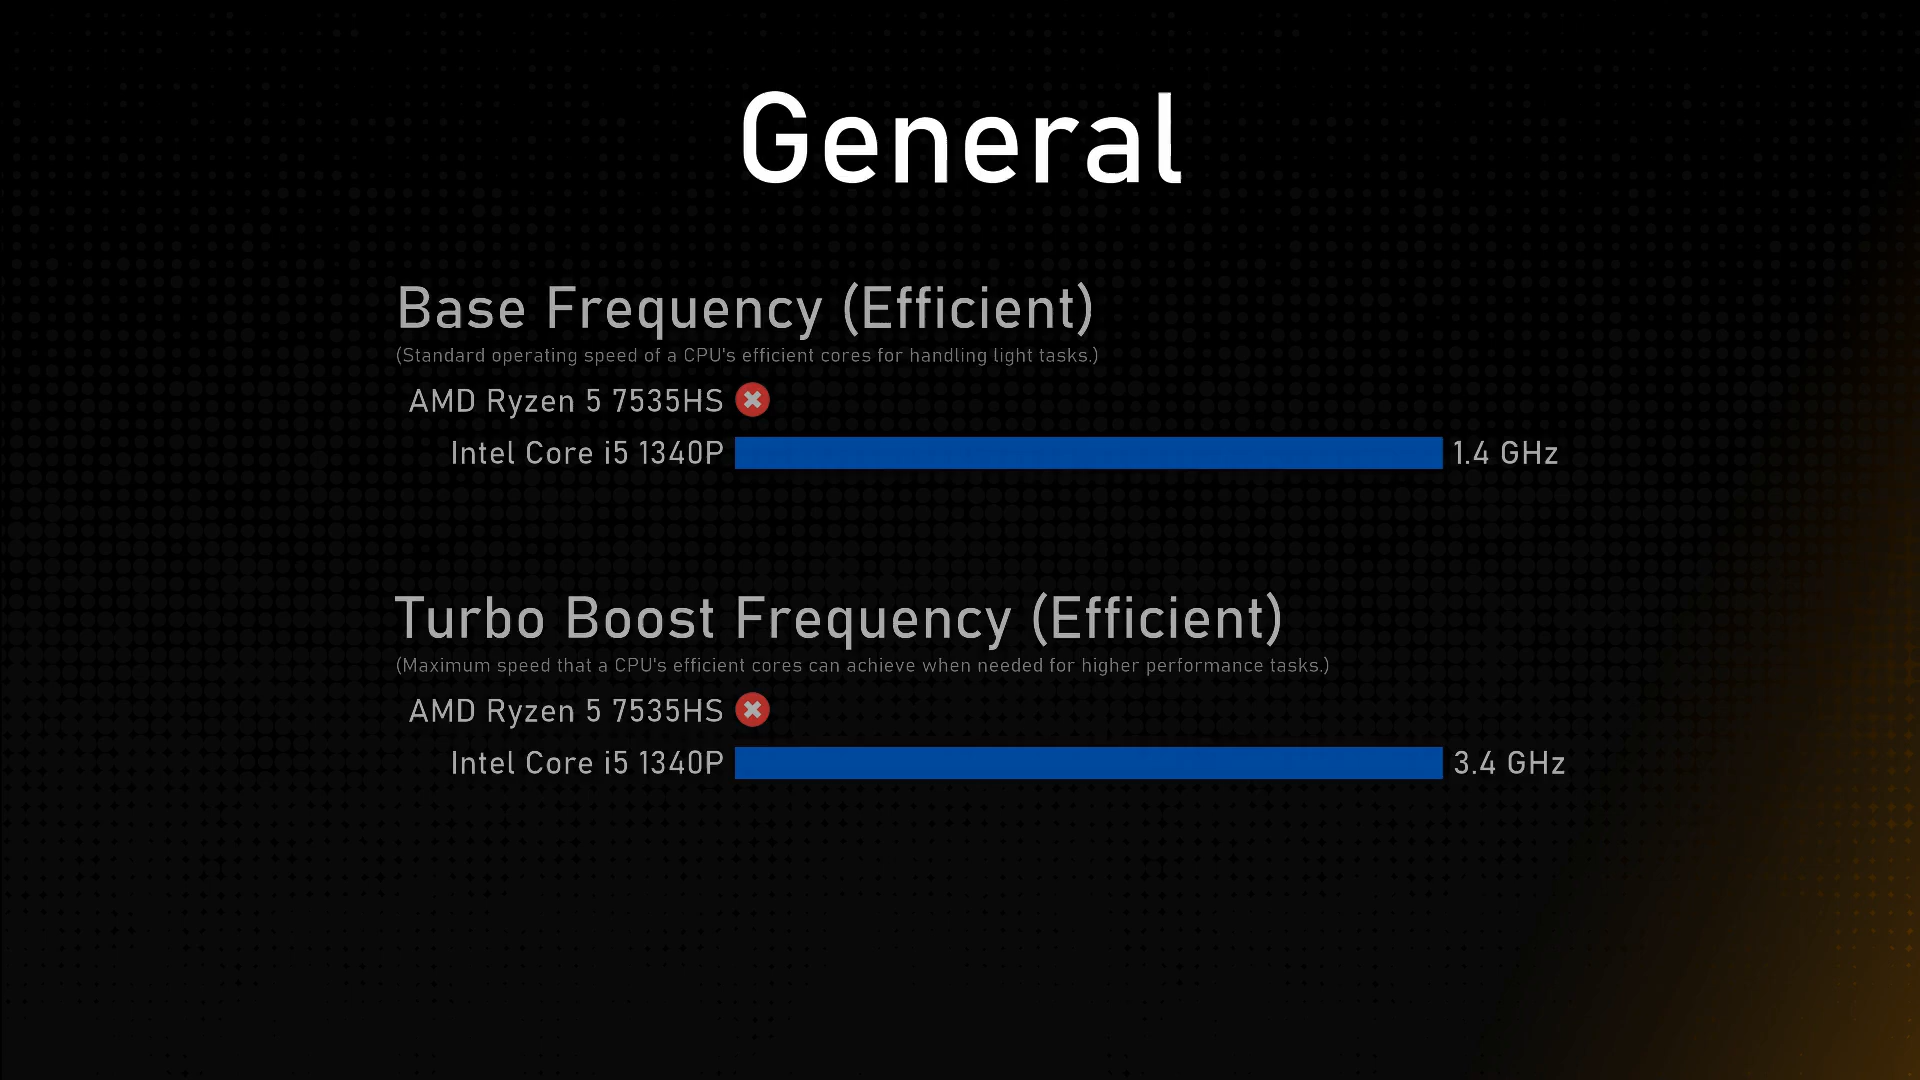 General
Base Frequency (Efficient)
(Standard operating speed of a CPU's efficient cores for handling light tasks.)
AMD Ryzen 5 7535HS
Intel Core i5 1340P 1.4 GHz
Turbo Boost Frequency (Efficient)
(Maximum speed that a CPU's efficient cores can achieve when needed for higher performance tasks.)
AMD Ryzen 5 7535HS
Intel Core i5 1340P 3.4 GHz